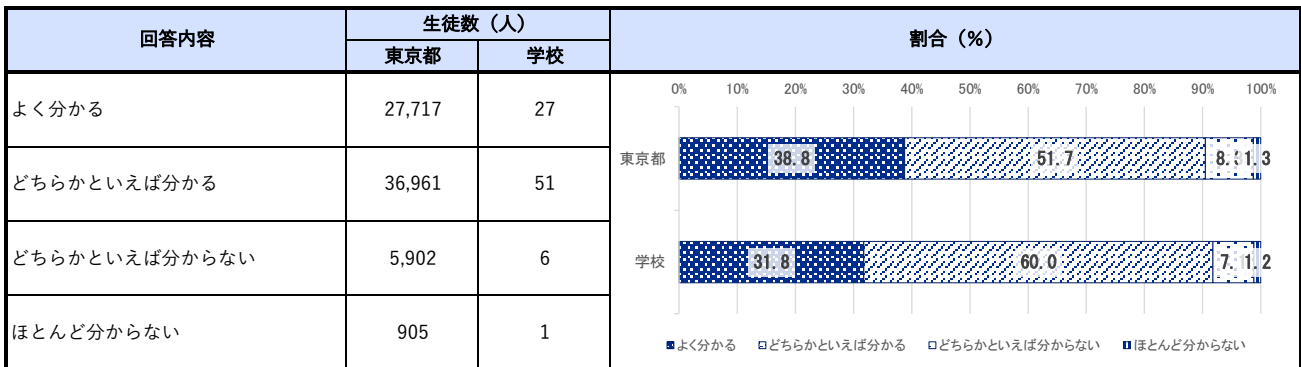 回答内容 生徒数（人） 割合（%）
東京都 学校
よく分かる 27,717 27
どちらかといえば分かる 36,961 51
どちらかといえば分からない 5,902 6
ほとんど分からない 905 1
0% 10% 20% 30% 40% 50% 60% 70% 80% 90% 100%
東京都 38.8 51.7 1.3
学校 31.8 60.0 1.2
よく分かる どちらかといえば分かる どちらかといえば分からない ほとんど分からない